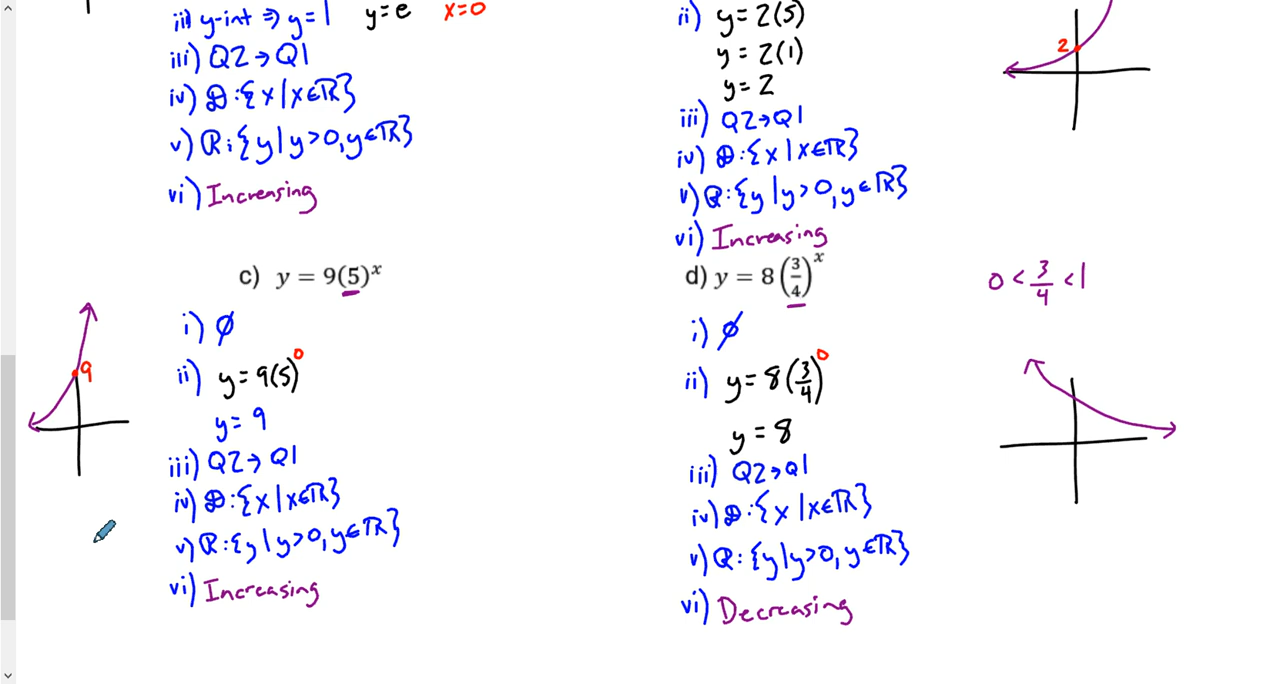 ii) y-int ⇒ y=1 y=e x=0
iii) Q2→Q1
iv) D:{x|x∈ℝ}
v) R:{y|y>0,y∈ℝ}
vi) Increasing
ii) y=2(5)
y=2(1)
y=2
iii) Q2→Q1
iv) D:{x|x∈ℝ}
v) R:{y|y>0,y∈ℝ}
vi) Increasing
2
c) y = 9(5)ˣ
i) ∅
ii) y=9(5)⁰
y=9
iii) Q2→Q1
iv) D:{x|x∈ℝ}
v) R:{y|y>0,y∈ℝ}
vi) Increasing
9
d) y = 8(3/4)ˣ
0 < 3/4 < 1
i) ∅
ii) y=8(3/4)⁰
y=8
iii) Q2→Q1
iv) D:{x|x∈ℝ}
v) R:{y|y>0,y∈ℝ}
vi) Decreasing